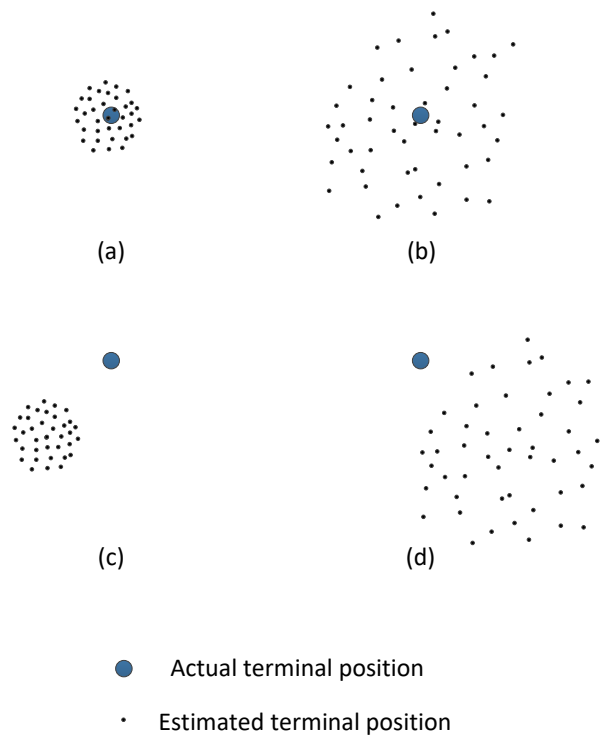 (a)
(b)
(c)
(d)
Actual terminal position
Estimated terminal position